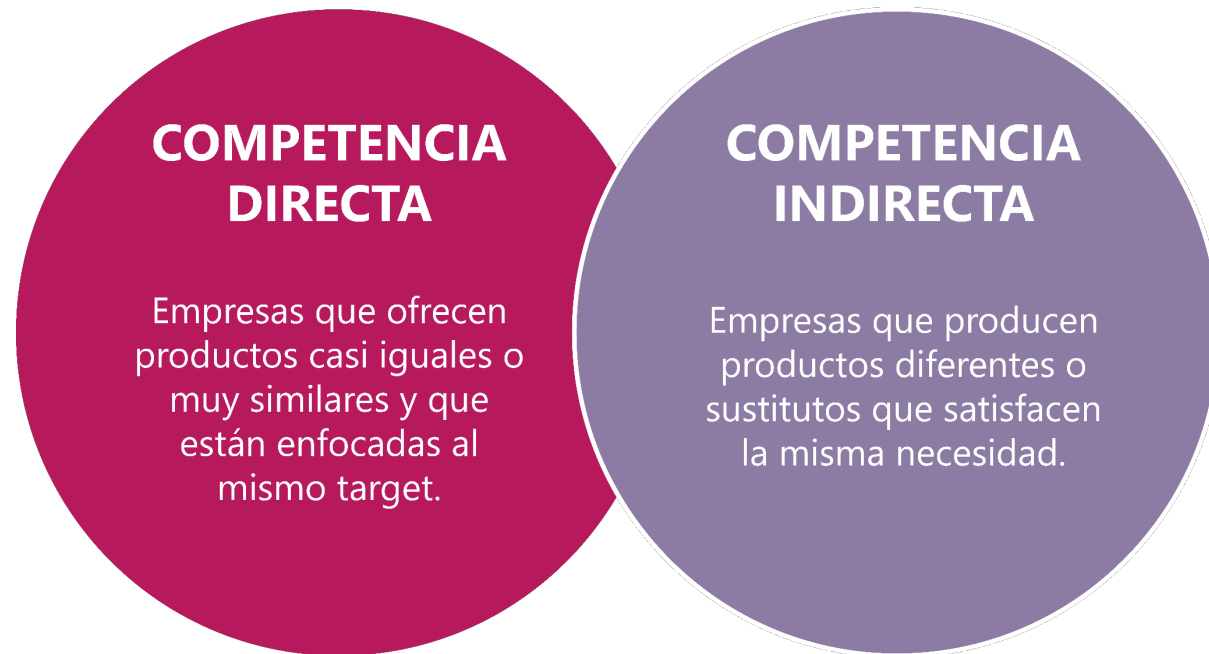 COMPETENCIA
DIRECTA
Empresas que ofrecen
productos casi iguales o
muy similares y que
están enfocadas al
mismo target.
COMPETENCIA
INDIRECTA
Empresas que producen
productos diferentes o
sustitutos que satisfacen
la misma necesidad.